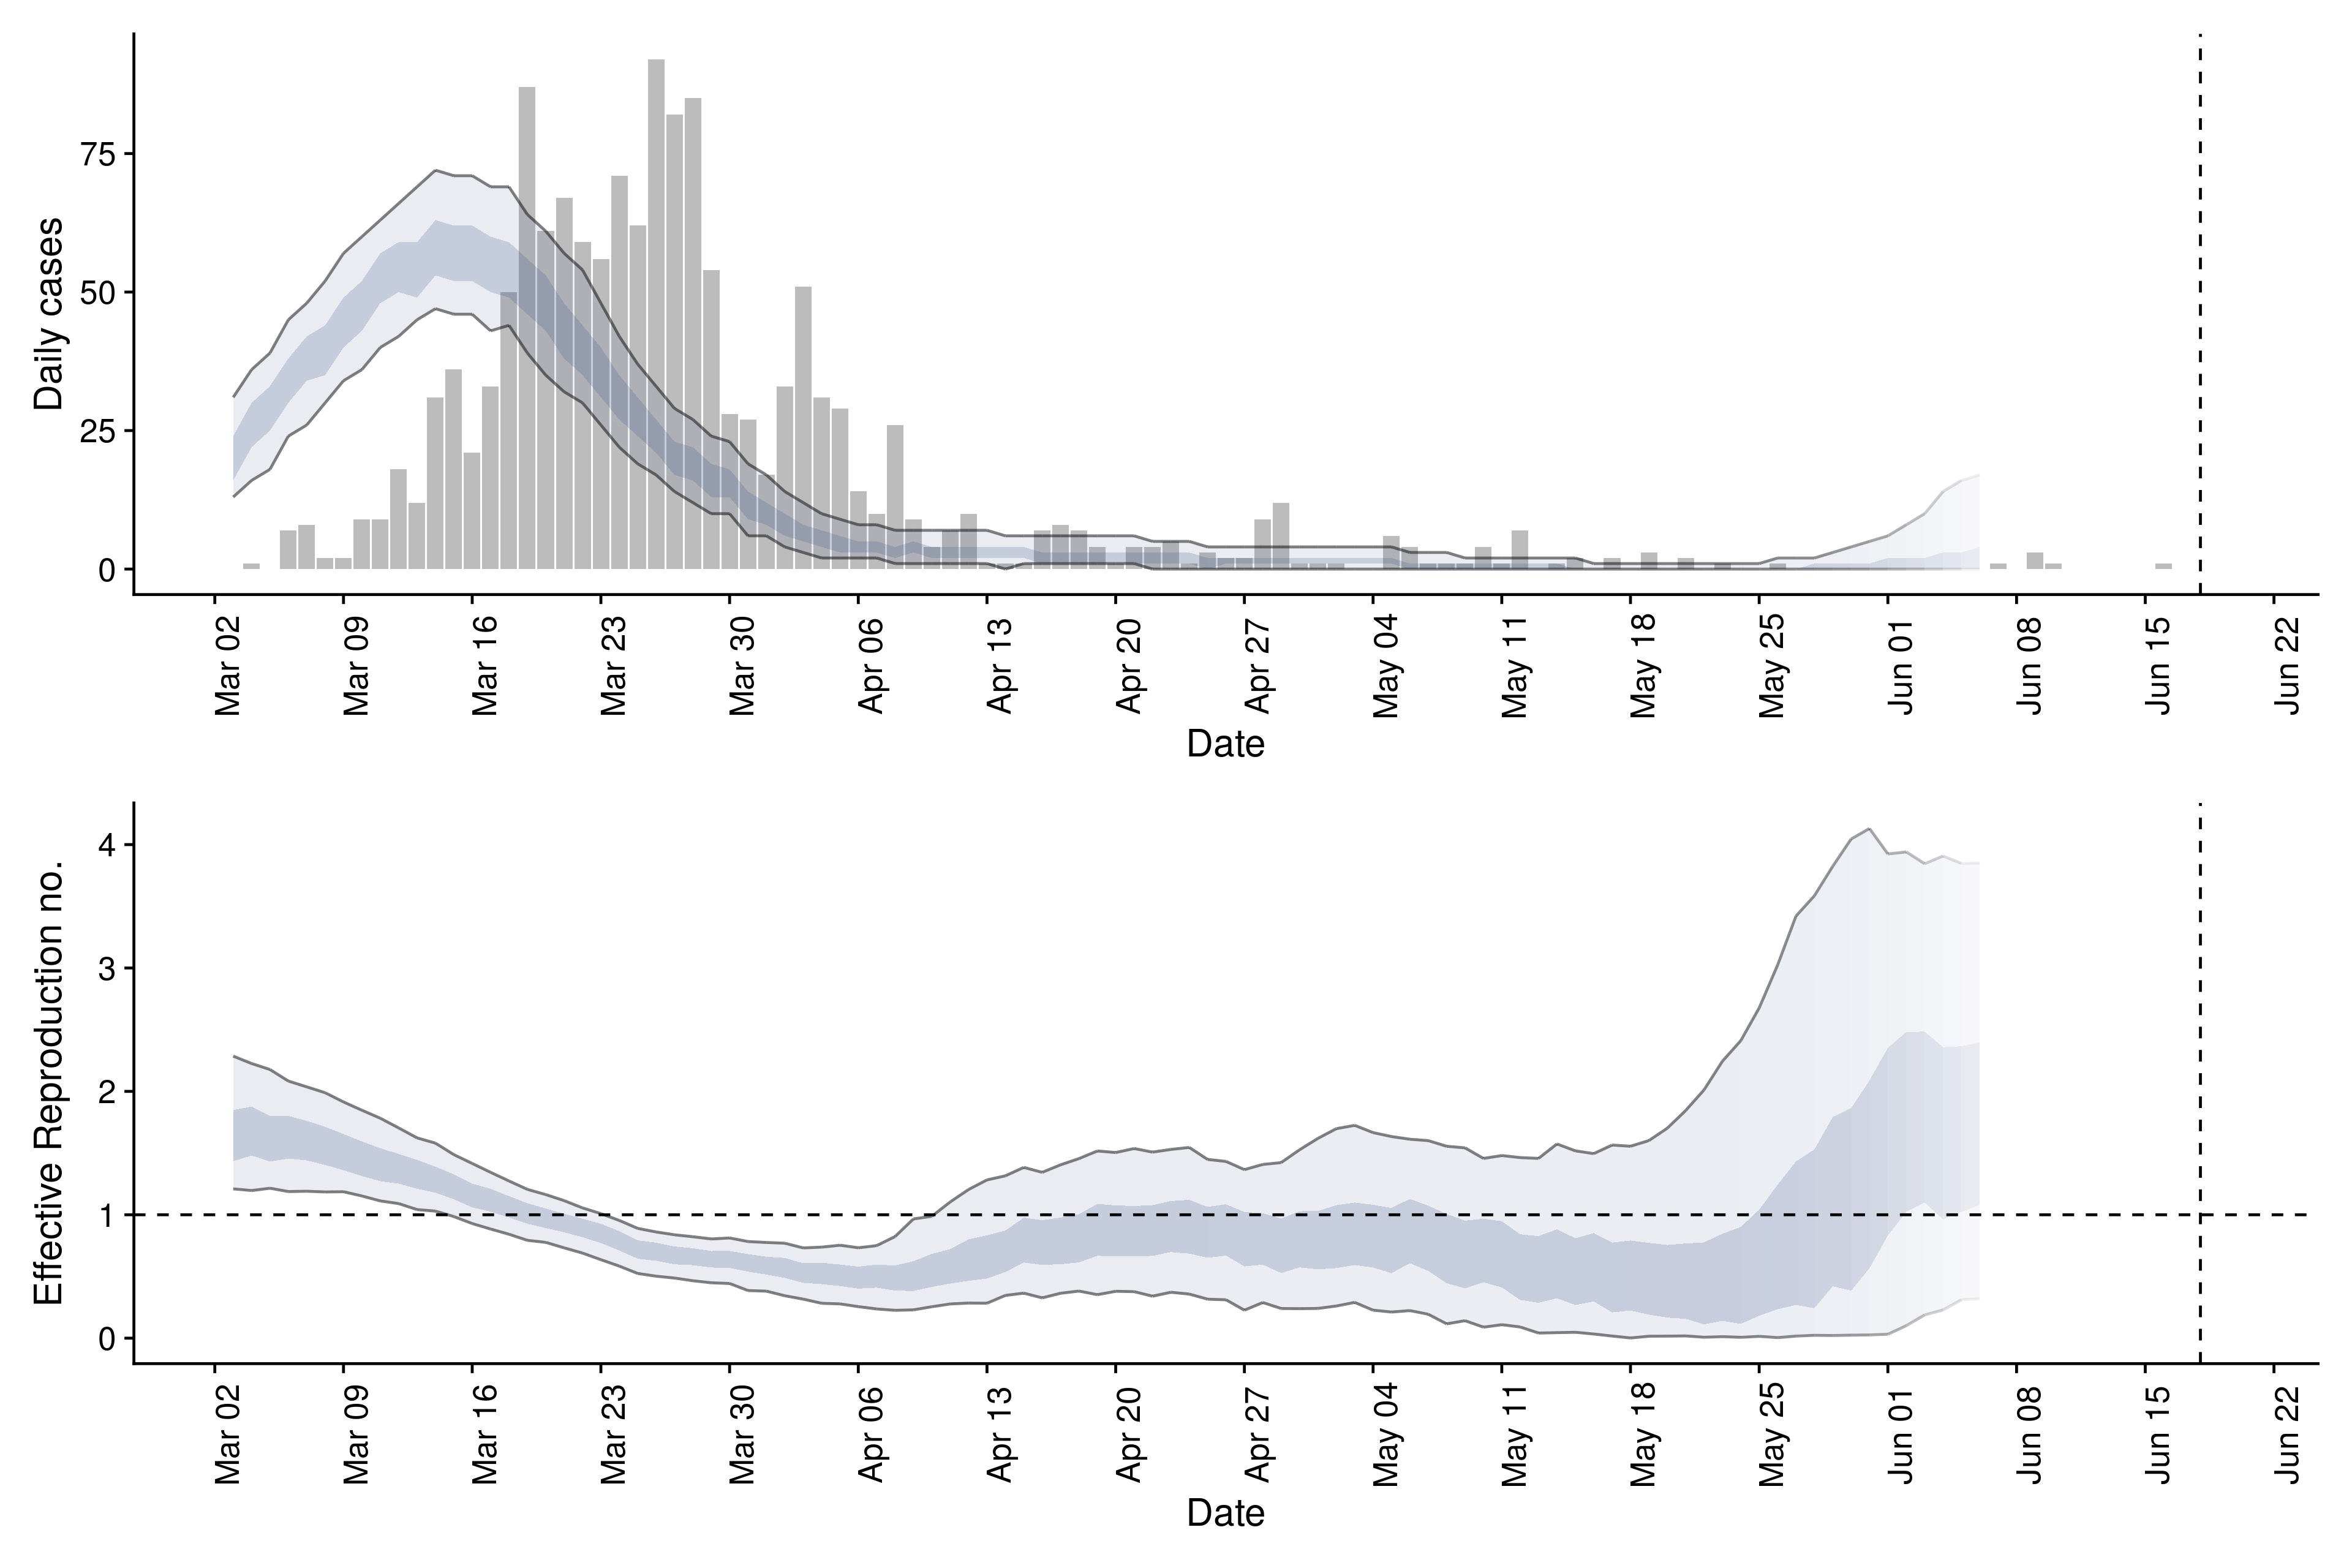 Daily cases
75
50
25
0
Mar 02
Mar 09
Mar 16
Mar 23
Mar 30
Apr 06
Apr 13
Apr 20
Apr 27
May 04
May 11
May 18
May 25
Jun 01
Jun 08
Jun 15
Jun 22
Date
Effective Reproduction no.
4
3
2
1
0
Mar 02
Mar 09
Mar 16
Mar 23
Mar 30
Apr 06
Apr 13
Apr 20
Apr 27
May 04
May 11
May 18
May 25
Jun 01
Jun 08
Jun 15
Jun 22
Date